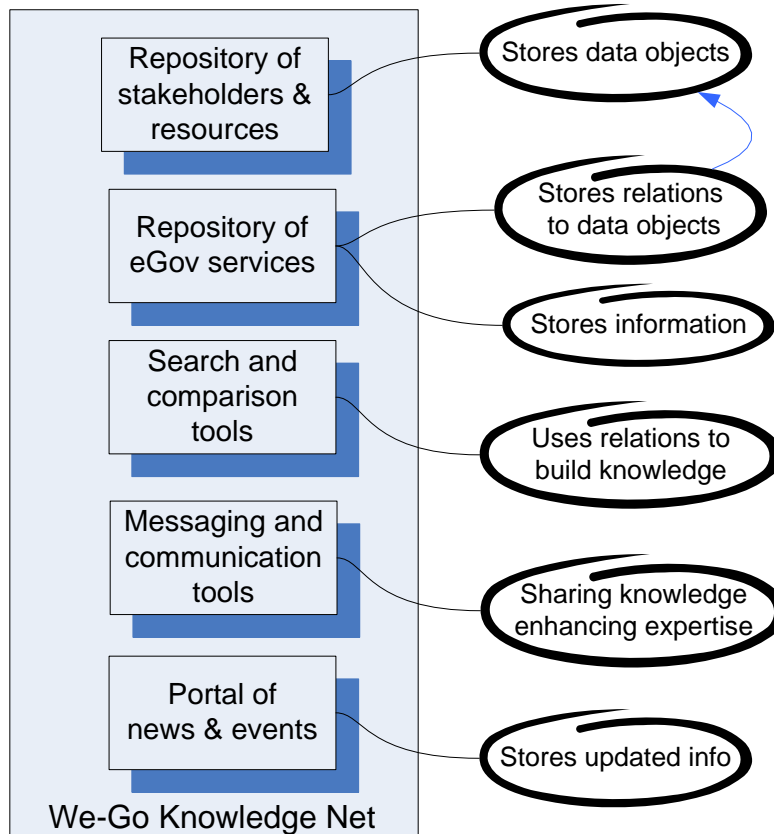 Repository of
stakeholders &
resources
Stores data objects
Repository of
eGov services
Stores relations
to data objects
Stores information
Search and
comparison
tools
Uses relations to
build knowledge
Messaging and
communication
tools
Sharing knowledge
enhancing expertise
Portal of
news & events
Stores updated info
We-Go Knowledge Net